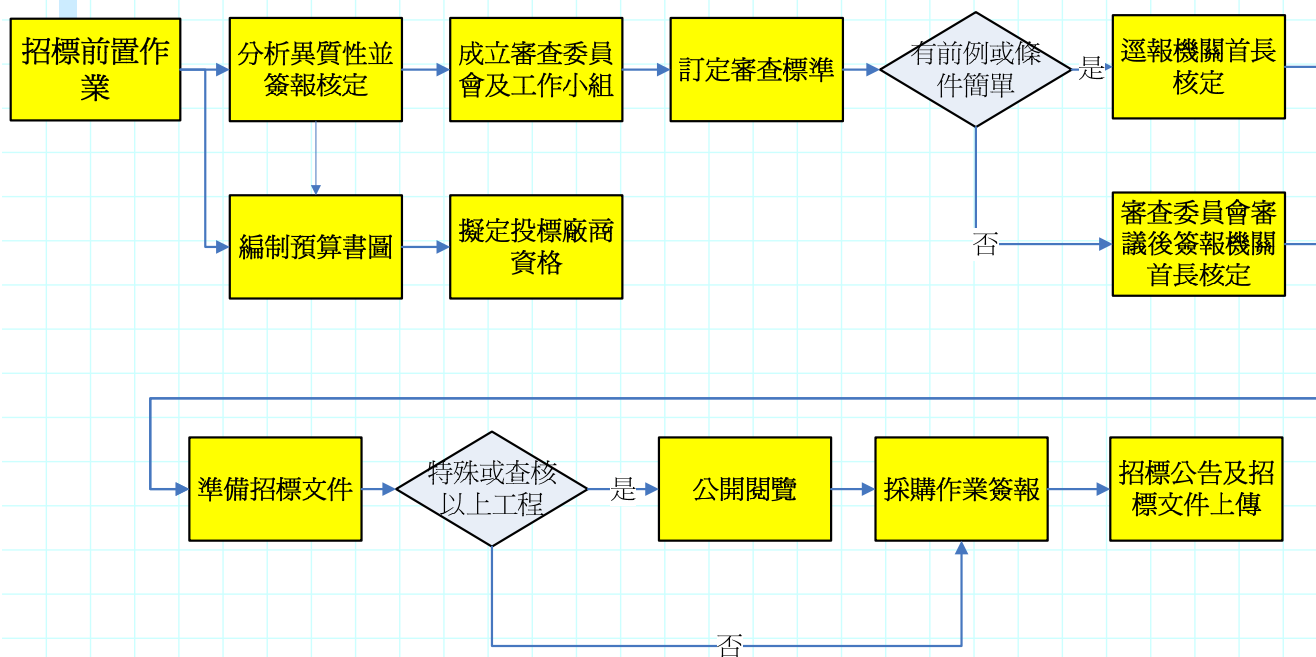 招標前置作
業
分析異質性並
簽報核定
成立審查委員
會及工作小組
訂定審查標準
有前例或條
件簡單
是
逕報機關首長
核定
編制預算書圖
擬定投標廠商
資格
否
審查委員會審
議後簽報機關
首長核定
準備招標文件
特殊或查核
以上工程
是
公開閱覽
採購作業簽報
招標公告及招
標文件上傳
否